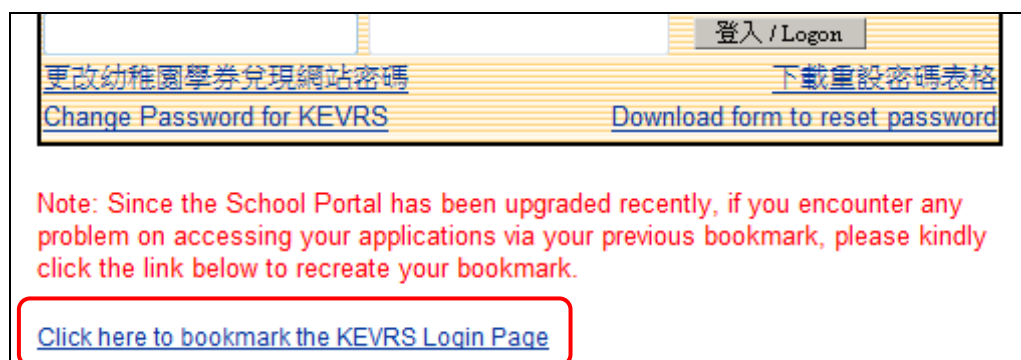 登入 / Logon
更改幼稚園學券兌現網站密碼 下載重設密碼表格
Change Password for KEVRS Download form to reset password
Note: Since the School Portal has been upgraded recently, if you encounter any
problem on accessing your applications via your previous bookmark, please kindly
click the link below to recreate your bookmark.
Click here to bookmark the KEVRS Login Page